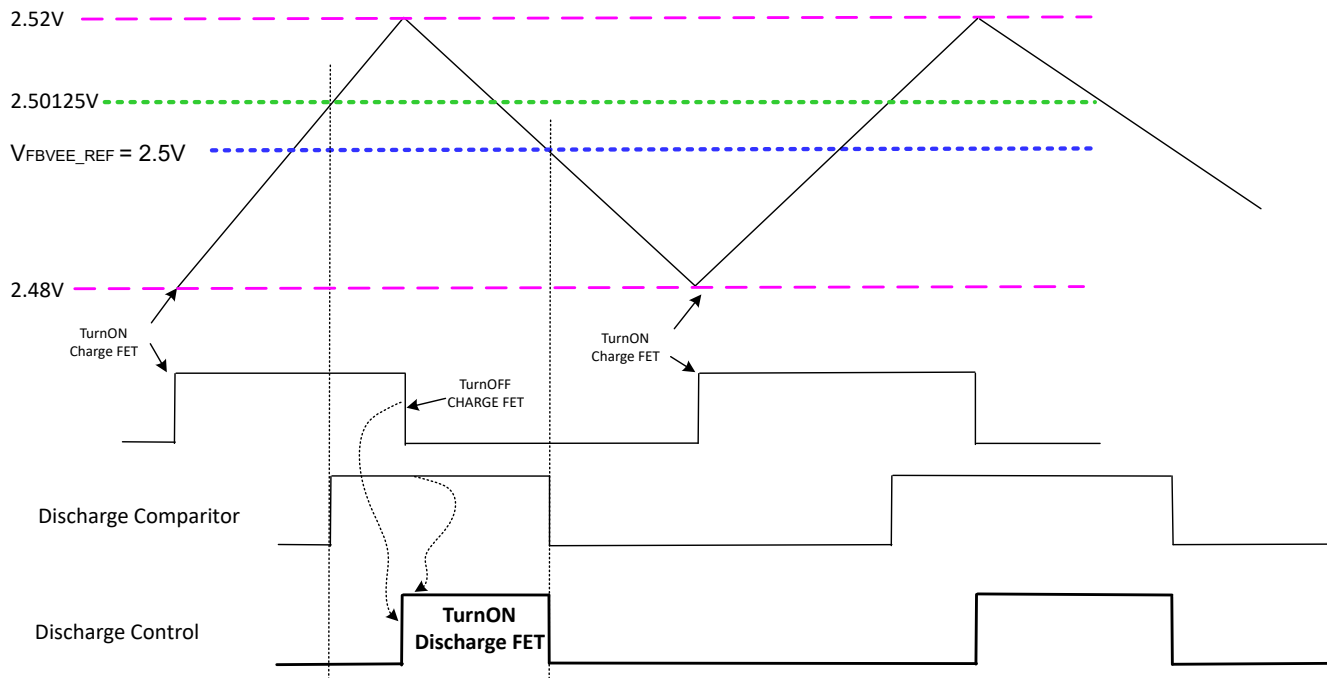 2.52V
2.50125V
VFBVEE_REF = 2.5V
2.48V
TurnON
Charge FET
TurnON
Charge FET
TurnOFF
CHARGE FET
Discharge Comparitor
Discharge Control
TurnON
Discharge FET